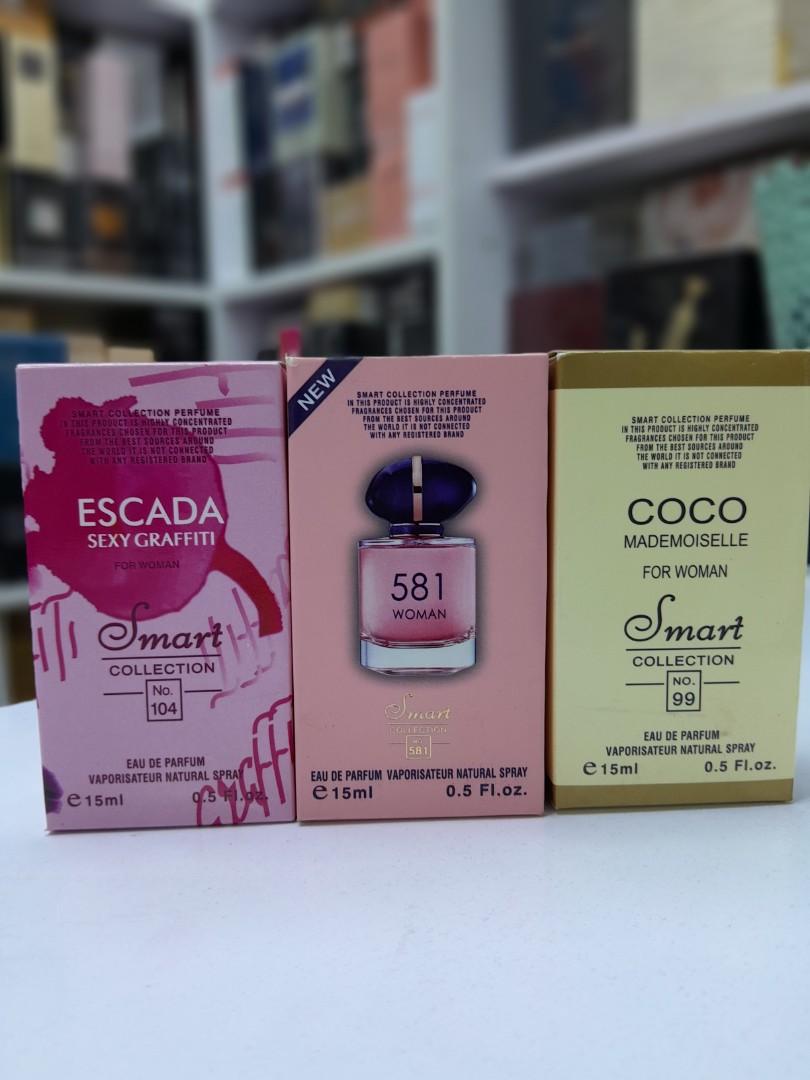 SMART COLLECTION PERFUME
IN THIS PRODUCT IS HIGHLY CONCENTRATED
FRAGRANCES CHOSEN FOR THIS PRODUCT
FROM THE BEST SOURCES AROUND
THE WORLD IT IS NOT CONNECTED
WITH ANY REGISTERED BRAND
ESCADA
SEXY GRAFFITI
FOR WOMAN
Smart
COLLECTION
No.
104
EAU DE PARFUM
VAPORISATEUR NATURAL SPRAY
e 15ml 0.5 Fl.oz.
NEW
SMART COLLECTION PERFUME
IN THIS PRODUCT IS HIGHLY CONCENTRATED
FRAGRANCES CHOSEN FOR THIS PRODUCT
FROM THE BEST SOURCES AROUND
THE WORLD IT IS NOT CONNECTED
WITH ANY REGISTERED BRAND
581
WOMAN
Smart
COLLECTION
NO.
581
EAU DE PARFUM VAPORISATEUR NATURAL SPRAY
e 15ml 0.5 Fl.oz.
SMART COLLECTION PERFUME
IN THIS PRODUCT IS HIGHLY CONCENTRATED
FRAGRANCES CHOSEN FOR THIS PRODUCT
FROM THE BEST SOURCES AROUND
THE WORLD IT IS NOT CONNECTED
WITH ANY REGISTERED BRAND
COCO
MADEMOISELLE
FOR WOMAN
Smart
COLLECTION
NO.
99
EAU DE PARFUM
VAPORISATEUR NATURAL SPRAY
e 15ml 0.5 Fl.oz.